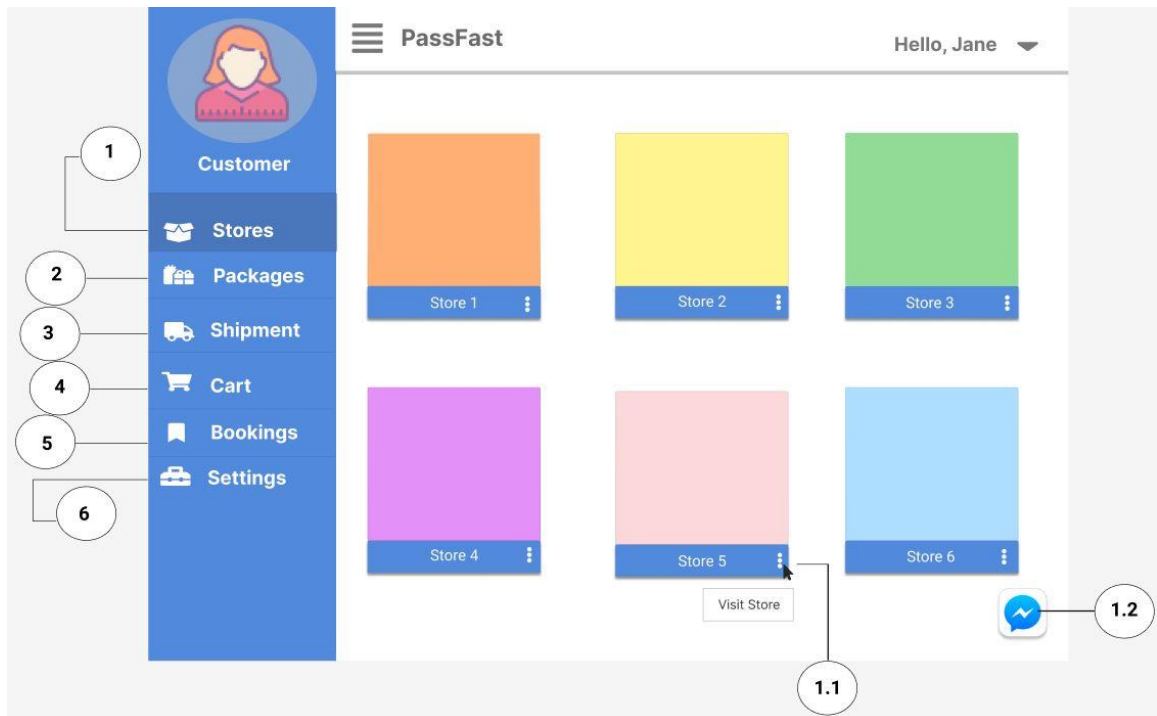 PassFast
Hello, Jane
Customer
1
Stores
2
Packages
3
Shipment
4
Cart
5
Bookings
6
Settings
Store 1
Store 2
Store 3
Store 4
Store 5
Store 6
Visit Store
1.1
1.2